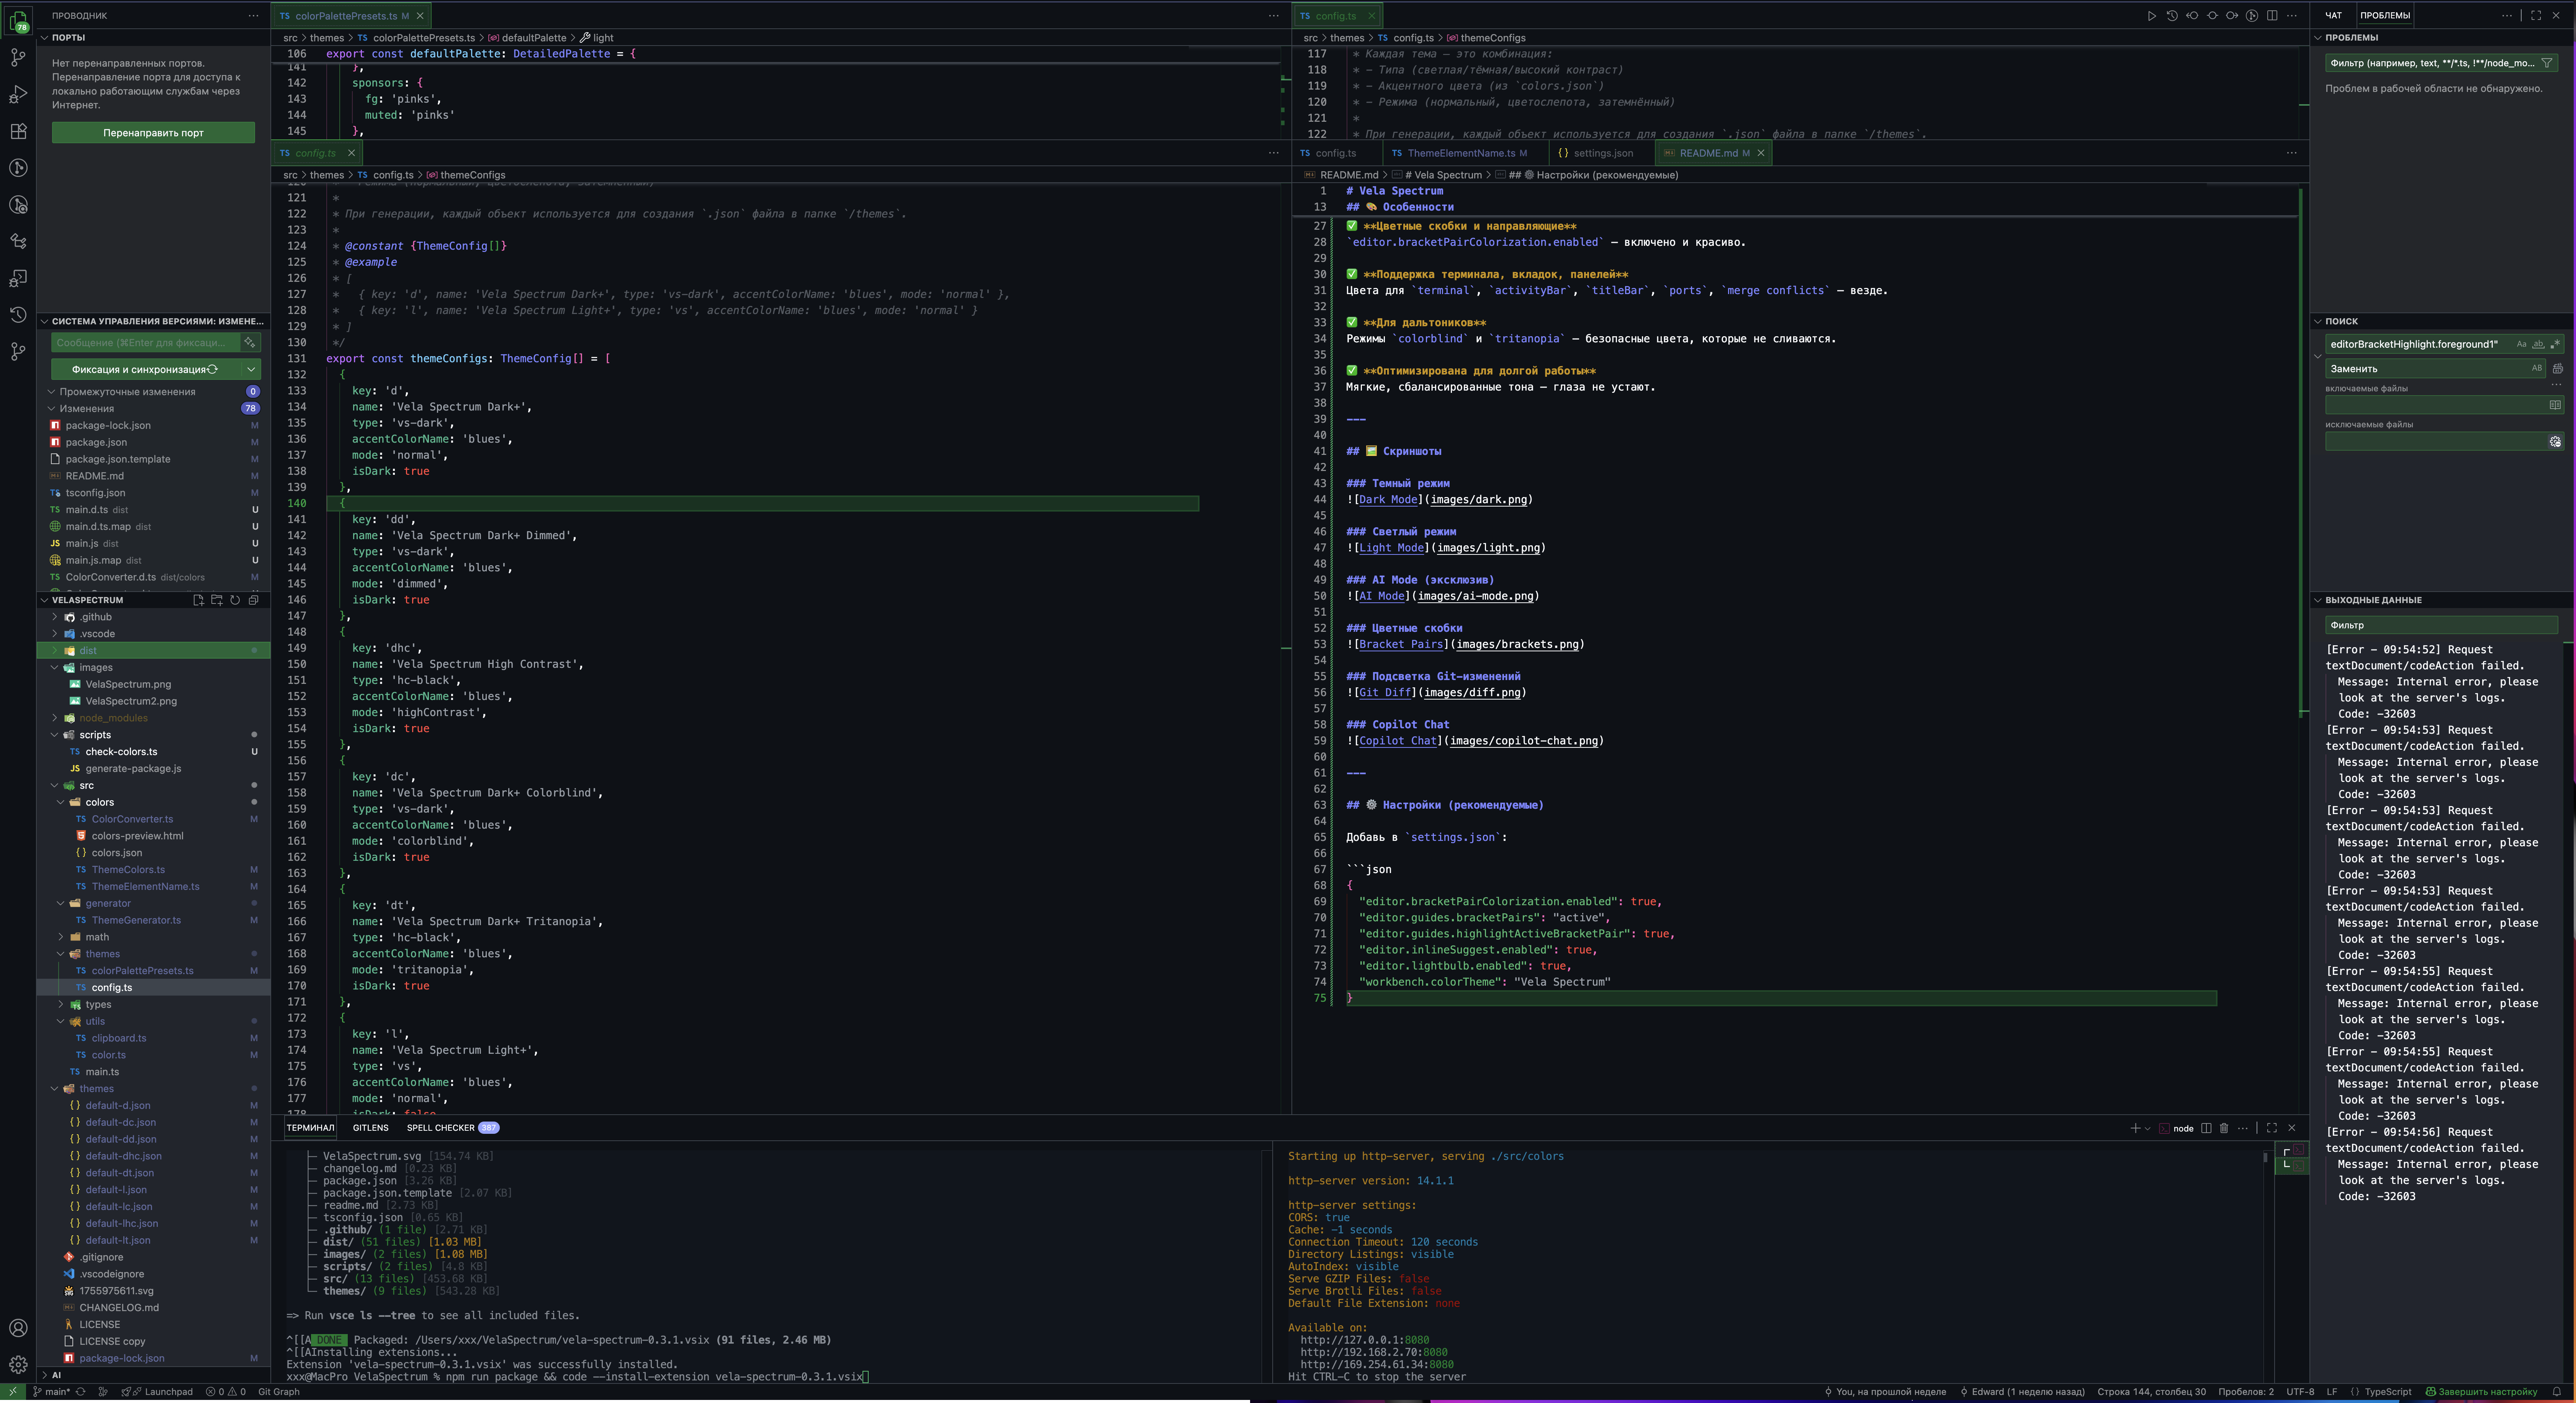 78
ПРОВОДНИК
ПОРТЫ
Нет перенаправленных портов.
Перенаправление порта для доступа к
локально работающим службам через
Интернет.
Перенаправить порт
СИСТЕМА УПРАВЛЕНИЯ ВЕРСИЯМИ: ИЗМЕНЕ...
Сообщение (⌘Enter для фиксаци...
Фиксация и синхронизация
Промежуточные изменения 0
Изменения 78
package-lock.json M
package.json M
package.json.template M
README.md M
TS tsconfig.json M
TS main.d.ts dist U
main.d.ts.map dist U
JS main.js dist U
main.js.map dist U
TS ColorConverter.d.ts dist/colors M
VELASPECTRUM
.github
.vscode
dist
images
VelaSpectrum.png
VelaSpectrum2.png
node_modules
scripts
TS check-colors.ts U
JS generate-package.js
src
colors
TS ColorConverter.ts M
colors-preview.html
{} colors.json
TS ThemeColors.ts M
TS ThemeElementName.ts M
generator
TS ThemeGenerator.ts M
math
themes
TS colorPalettePresets.ts M
TS config.ts
types
utils
TS clipboard.ts M
TS color.ts M
TS main.ts
themes
{} default-d.json M
{} default-dc.json M
{} default-dd.json M
{} default-dhc.json M
{} default-dt.json M
{} default-l.json M
{} default-lc.json M
{} default-lhc.json M
{} default-lt.json M
.gitignore
.vscodeignore
1755975611.svg
CHANGELOG.md
LICENSE
LICENSE copy
package-lock.json M
AI
TS colorPalettePresets.ts M
src > themes > TS colorPalettePresets.ts > defaultPalette > light
106 export const defaultPalette: DetailedPalette = {
141 },
142 sponsors: {
143 fg: 'pinks',
144 muted: 'pinks'
145 },
TS config.ts
src > themes > TS config.ts > themeConfigs
121 *
122 * При генерации, каждый объект используется для создания `.json` файла в папке `/themes`.
123 *
124 * @constant {ThemeConfig[]}
125 * @example
126 * [
127 * { key: 'd', name: 'Vela Spectrum Dark+', type: 'vs-dark', accentColorName: 'blues', mode: 'normal' },
128 * { key: 'l', name: 'Vela Spectrum Light+', type: 'vs', accentColorName: 'blues', mode: 'normal' }
129 * ]
130 */
131 export const themeConfigs: ThemeConfig[] = [
132 {
133 key: 'd',
134 name: 'Vela Spectrum Dark+',
135 type: 'vs-dark',
136 accentColorName: 'blues',
137 mode: 'normal',
138 isDark: true
139 },
140 {
141 key: 'dd',
142 name: 'Vela Spectrum Dark+ Dimmed',
143 type: 'vs-dark',
144 accentColorName: 'blues',
145 mode: 'dimmed',
146 isDark: true
147 },
148 {
149 key: 'dhc',
150 name: 'Vela Spectrum High Contrast',
151 type: 'hc-black',
152 accentColorName: 'blues',
153 mode: 'highContrast',
154 isDark: true
155 },
156 {
157 key: 'dc',
158 name: 'Vela Spectrum Dark+ Colorblind',
159 type: 'vs-dark',
160 accentColorName: 'blues',
161 mode: 'colorblind',
162 isDark: true
163 },
164 {
165 key: 'dt',
166 name: 'Vela Spectrum Dark+ Tritanopia',
167 type: 'hc-black',
168 accentColorName: 'blues',
169 mode: 'tritanopia',
170 isDark: true
171 },
172 {
173 key: 'l',
174 name: 'Vela Spectrum Light+',
175 type: 'vs',
176 accentColorName: 'blues',
177 mode: 'normal',
178 isDark: false
TS config.ts
src > themes > TS config.ts > themeConfigs
117 * Каждая тема — это комбинация:
118 * - Типа (светлая/тёмная/высокий контраст)
119 * - Акцентного цвета (из `colors.json`)
120 * - Режима (нормальный, цветослепота, затемнённый)
121 *
122 * При генерации, каждый объект используется для создания `.json` файла в папке `/themes`.
TS config.ts TS ThemeElementName.ts M {} settings.json README.md M
README.md > # Vela Spectrum > ## ⚙️ Настройки (рекомендуемые)
1 # Vela Spectrum
13 ## 🎨 Особенности
27 ✅ **Цветные скобки и направляющие**
28 `editor.bracketPairColorization.enabled` — включено и красиво.
29
30 ✅ **Поддержка терминала, вкладок, панелей**
31 Цвета для `terminal`, `activityBar`, `titleBar`, `ports`, `merge conflicts` — везде.
32
33 ✅ **Для дальтоников**
34 Режимы `colorblind` и `tritanopia` — безопасные цвета, которые не сливаются.
35
36 ✅ **Оптимизирована для долгой работы**
37 Мягкие, сбалансированные тона — глаза не устают.
38
39 ---
40
41 ## 🖼️ Скриншоты
42
43 ### Темный режим
44 ![Dark Mode](images/dark.png)
45
46 ### Светлый режим
47 ![Light Mode](images/light.png)
48
49 ### AI Mode (эксклюзив)
50 ![AI Mode](images/ai-mode.png)
51
52 ### Цветные скобки
53 ![Bracket Pairs](images/brackets.png)
54
55 ### Подсветка Git-изменений
56 ![Git Diff](images/diff.png)
57
58 ### Copilot Chat
59 ![Copilot Chat](images/copilot-chat.png)
60
61 ---
62
63 ## ⚙️ Настройки (рекомендуемые)
64
65 Добавь в `settings.json`:
66
67 ```json
68 {
69 "editor.bracketPairColorization.enabled": true,
70 "editor.guides.bracketPairs": "active",
71 "editor.guides.highlightActiveBracketPair": true,
72 "editor.inlineSuggest.enabled": true,
73 "editor.lightbulb.enabled": true,
74 "workbench.colorTheme": "Vela Spectrum"
75 }
ТЕРМИНАЛ GITLENS SPELL CHECKER 387
node
├─ VelaSpectrum.svg [154.74 KB]
├─ changelog.md [0.23 KB]
├─ package.json [3.26 KB]
├─ package.json.template [2.07 KB]
├─ readme.md [2.73 KB]
├─ tsconfig.json [0.65 KB]
├─ .github/ (1 file) [2.71 KB]
├─ dist/ (51 files) [1.03 MB]
├─ images/ (2 files) [1.08 MB]
├─ scripts/ (2 files) [4.8 KB]
├─ src/ (13 files) [453.68 KB]
└─ themes/ (9 files) [543.28 KB]
=> Run vsce ls --tree to see all included files.
^[[A DONE Packaged: /Users/xxx/VelaSpectrum/vela-spectrum-0.3.1.vsix (91 files, 2.46 MB)
^[[AInstalling extensions...
Extension 'vela-spectrum-0.3.1.vsix' was successfully installed.
xxx@MacPro VelaSpectrum % npm run package && code --install-extension vela-spectrum-0.3.1.vsix
Starting up http-server, serving ./src/colors
http-server version: 14.1.1
http-server settings:
CORS: true
Cache: -1 seconds
Connection Timeout: 120 seconds
Directory Listings: visible
AutoIndex: visible
Serve GZIP Files: false
Serve Brotli Files: false
Default File Extension: none
Available on:
http://127.0.0.1:8080
http://192.168.2.70:8080
http://169.254.61.34:8080
Hit CTRL-C to stop the server
ЧАТ ПРОБЛЕМЫ
ПРОБЛЕМЫ
Фильтр (например, text, **/*.ts, !**/node_mo...
Проблем в рабочей области не обнаружено.
ПОИСК
editorBracketHighlight.foreground1" Aa ab .*
Заменить AB
включаемые файлы
исключаемые файлы
ВЫХОДНЫЕ ДАННЫЕ
Фильтр
[Error - 09:54:52] Request
textDocument/codeAction failed.
Message: Internal error, please
look at the server's logs.
Code: -32603
[Error - 09:54:53] Request
textDocument/codeAction failed.
Message: Internal error, please
look at the server's logs.
Code: -32603
[Error - 09:54:53] Request
textDocument/codeAction failed.
Message: Internal error, please
look at the server's logs.
Code: -32603
[Error - 09:54:53] Request
textDocument/codeAction failed.
Message: Internal error, please
look at the server's logs.
Code: -32603
[Error - 09:54:55] Request
textDocument/codeAction failed.
Message: Internal error, please
look at the server's logs.
Code: -32603
[Error - 09:54:55] Request
textDocument/codeAction failed.
Message: Internal error, please
look at the server's logs.
Code: -32603
[Error - 09:54:56] Request
textDocument/codeAction failed.
Message: Internal error, please
look at the server's logs.
Code: -32603
main* Launchpad 0 0 Git Graph
You, на прошлой неделе Edward (1 неделю назад) Строка 144, столбец 30 Пробелов: 2 UTF-8 LF {} TypeScript Завершить настройку